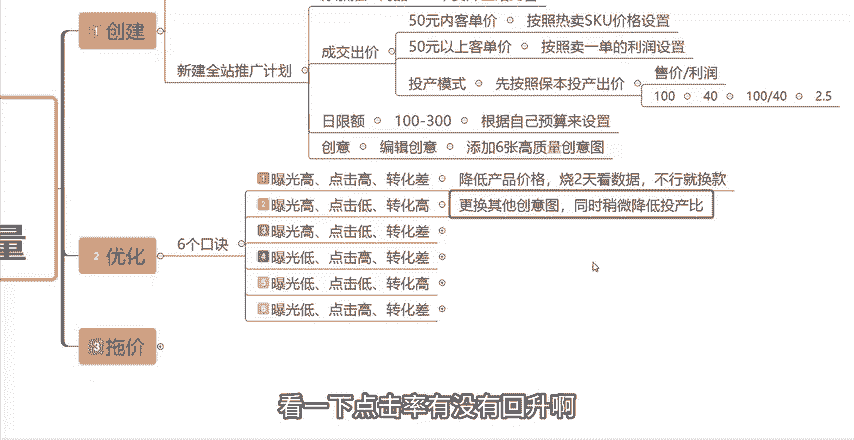 1 创建
新建全站推广计划
成交出价
50元内客单价
按照热卖SKU价格设置
50元以上客单价
按照卖一单的利润设置
投产模式
先按照保本投产出价
售价/利润
100
40
100/40
2.5
日限额
100-300
根据自己预算来设置
创意
编辑创意
添加6张高质量创意图
量
2 优化
6个口诀
1 曝光高、点击高、转化差
降低产品价格，烧2天看数据，不行就换款
2 曝光高、点击低、转化高
更换其他创意图，同时稍微降低投产比
3 曝光高、点击低、转化差
4 曝光低、点击高、转化高
5 曝光低、点击低、转化高
6 曝光低、点击高、转化差
3 拖价
看一下点击率有没有回升啊